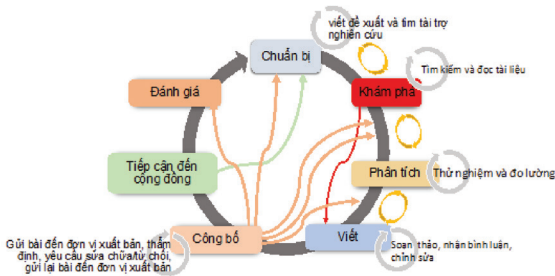 viết đề xuất và tìm tài trợ
nghiên cứu
Chuẩn bị
Tìm kiếm và đọc tài liệu
Đánh giá
Khám phá
Tiếp cận đến
cộng đồng
Phân tích
Thử nghiệm và đo lường
Công bố
Viết
Gửi bài đến đơn vị xuất bản, thẩm
định, yêu cầu sửa chữa/từ chối,
gửi lại bài đến đơn vị xuất bản
Soạn thảo, nhận bình luận,
chỉnh sửa